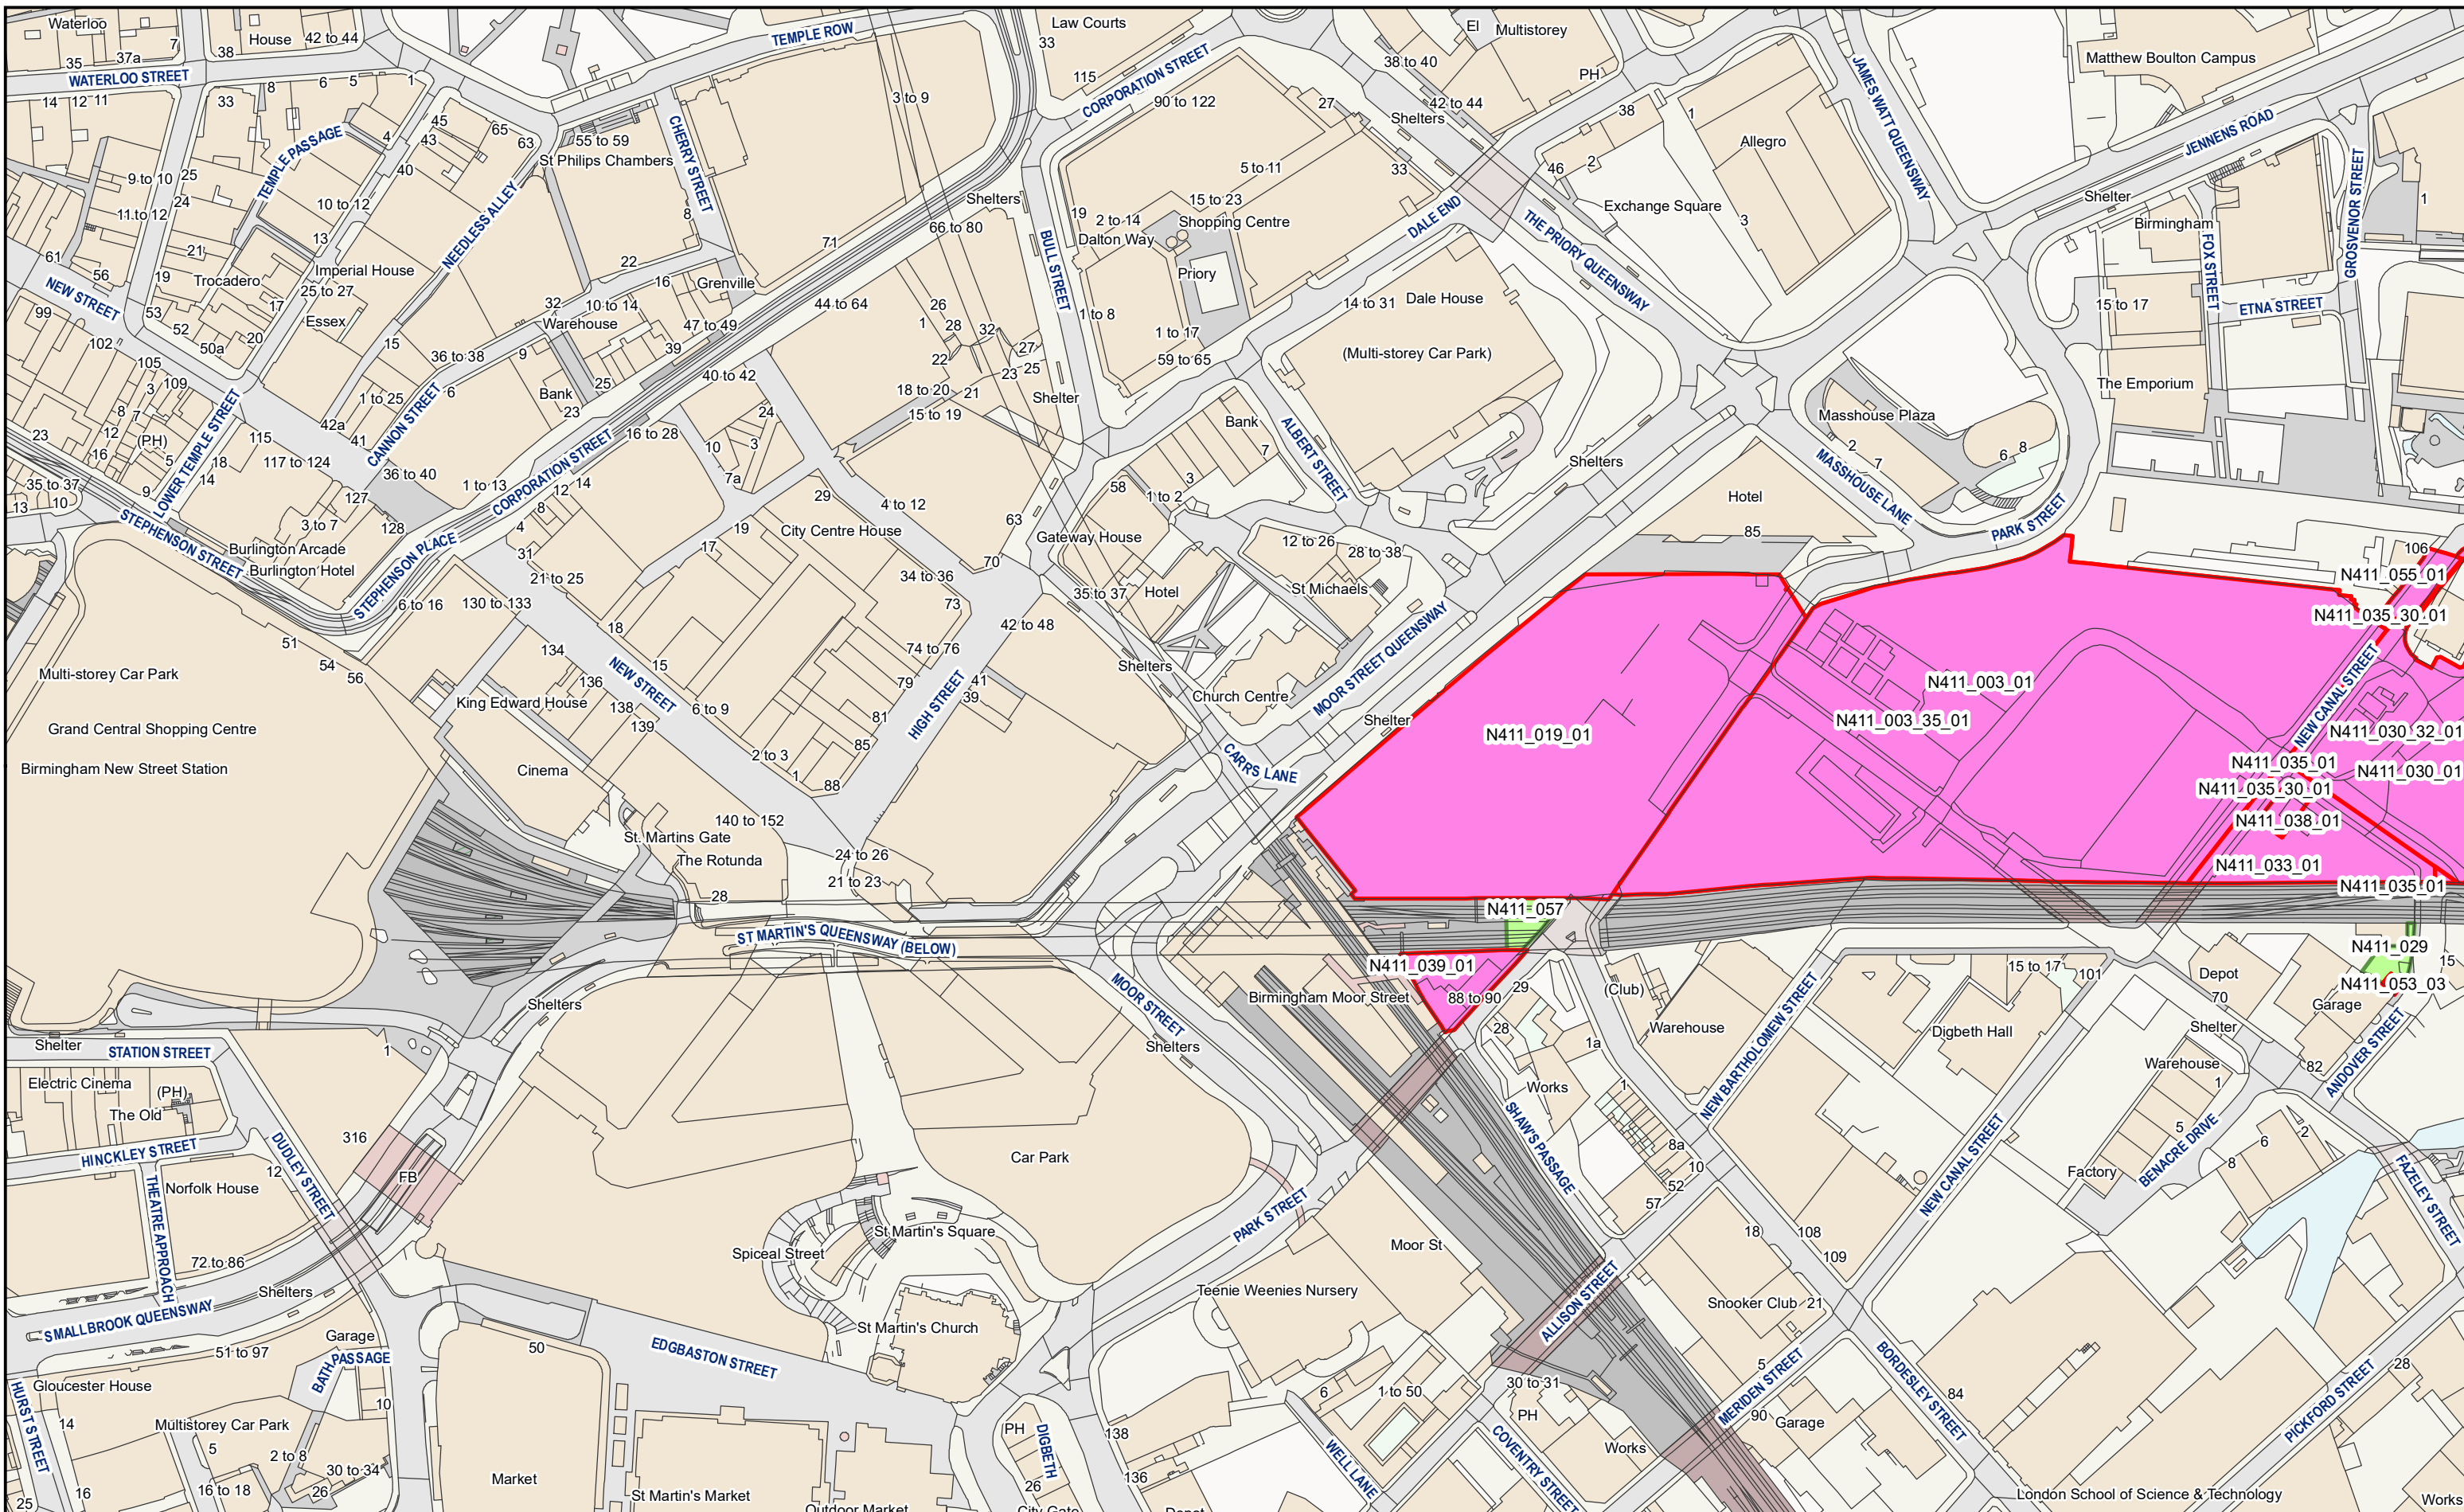 Waterloo
7
House
42 to 44
TEMPLE ROW
Law Courts
33
El
Multistorey
Matthew Boulton Campus
35
37a
38
WATERLOO STREET
14
12
11
33
8
6
5
1
115
CORPORATION STREET
90 to 122
3 to 9
38 to 40
PH
42 to 44
Shelters
27
38
1
JAMES WATT QUEENSWAY
JENNENS ROAD
GROSVENOR STREET
TEMPLE PASSAGE
4
45
43
65
63
40
55 to 59
St Philips Chambers
CHERRY STREET
8
5 to 11
33
46
2
Allegro
9 to 10
25
24
11 to 12
10 to 12
13
21
NEEDLESS ALLEY
Shelters
66 to 80
71
19
2 to 14
Dalton Way
15 to 23
Shopping Centre
Priory
DALE END
THE PRIORY QUEENSWAY
Exchange Square
3
Shelter
Birmingham
FOX STREET
1
61
56
19
Trocadero
Imperial House
25 to 27
17
Essex
22
16
Grenville
BULL STREET
NEW STREET
99
53
52
50a
20
32
10 to 14
Warehouse
47 to 49
44 to 64
26
1
28
32
22
27
25
23
1 to 8
1 to 17
59 to 65
14 to 31
Dale House
(Multi-storey Car Park)
15 to 17
ETNA STREET
102
105
3
109
8
7
12
(PH)
16
5
15
36 to 38
9
39
40 to 42
1 to 25
6
Bank
25
23
18 to 20
21
15 to 19
Shelter
The Emporium
23
LOWER TEMPLE STREET
115
42a
41
CANNON STREET
24
16 to 28
10
3
7a
Bank
7
ALBERT STREET
Masshouse Plaza
2
7
6
8
Shelters
MASSHOUSE LANE
35 to 37
10
13
9
18
14
117 to 124
36 to 40
127
128
1 to 13
CORPORATION STREET
12
14
8
4
29
4 to 12
58
3
1 to 2
Hotel
85
PARK STREET
STEPHENSON STREET
3 to 7
Burlington Arcade
Burlington Hotel
STEPHENSON PLACE
31
21 to 25
19
17
City Centre House
63
Gateway House
12 to 26
28 to 38
106
N411_055_01
70
34 to 36
73
35 to 37
Hotel
St Michaels
N411_035_30_01
6 to 16
130 to 133
18
42 to 48
51
54
56
134
15
74 to 76
79
Shelters
MOOR STREET QUEENSWAY
Multi-storey Car Park
136
King Edward House
NEW STREET
138
139
6 to 9
81
HIGH STREET
41
39
Church Centre
Shelter
N411_003_01
N411_003_35_01
N411_019_01
NEW CANAL STREET
N411_030_32_01
Grand Central Shopping Centre
Birmingham New Street Station
Cinema
2 to 3
1
85
88
CARRS LANE
N411_035_01
N411_030_01
N411_035_30_01
N411_038_01
140 to 152
St. Martins Gate
The Rotunda
24 to 26
21 to 23
28
N411_033_01
N411_035_01
N411_057
ST MARTIN'S QUEENSWAY (BELOW)
N411_039_01
88 to 90
29
(Club)
15 to 17
101
Depot
70
N411_029
15
N411_053_03
Garage
Shelters
MOOR STREET
Shelters
Birmingham Moor Street
28
1a
Warehouse
NEW BARTHOLOMEW STREET
Digbeth Hall
Shelter
Shelter
STATION STREET
1
Electric Cinema
(PH)
The Old
Works
1
Warehouse
1
82
ANDOVER STREET
316
HINCKLEY STREET
12
DUDLEY STREET
FB
Norfolk House
THEATRE APPROACH
Car Park
SHAW'S PASSAGE
8a
10
52
57
NEW CANAL STREET
Factory
5
BENACRE DRIVE
6
2
8
FAZELEY STREET
72 to 86
Shelters
SMALLBROOK QUEENSWAY
Spiceal Street
St Martin's Square
PARK STREET
Moor St
Teenie Weenies Nursery
18
108
109
ALLISON STREET
Snooker Club
21
Garage
BATH PASSAGE
51 to 97
50
EDGBASTON STREET
St Martin's Church
Gloucester House
HURST STREET
14
Multistorey Car Park
5
10
2 to 8
30 to 34
16 to 18
26
16
25
Market
St Martin's Market
Outdoor Market
PH
DIGBETH
26
City Gate
138
136
Depot
6
1 to 50
WELL LANE
30 to 31
PH
COVENTRY STREET
Works
5
MERIDEN STREET
90
Garage
BORDESLEY STREET
84
28
PICKFORD STREET
London School of Science & Technology
Works